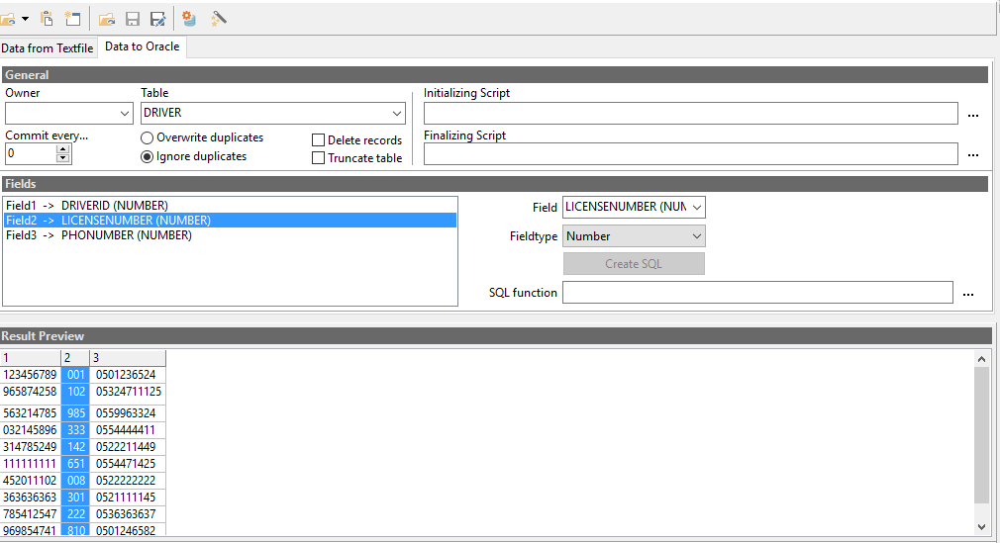 Data from Textfile Data to Oracle
General
Owner Table Initializing Script
DRIVER ...
Commit every... Overwrite duplicates Delete records Finalizing Script
0 Ignore duplicates Truncate table ...
Fields
Field1 -> DRIVERID (NUMBER)
Field2 -> LICENSENUMBER (NUMBER)
Field3 -> PHONUMBER (NUMBER)
Field LICENSENUMBER (NUM
Fieldtype Number
Create SQL
SQL function ...
Result Preview
1 2 3
123456789 001 0501236524
965874258 102 05324711125
563214785 985 0559963324
032145896 333 0554444411
314785249 142 0522211449
111111111 651 0554471425
452011102 008 0522222222
363636363 301 0521111145
785412547 222 0536363637
969854741 810 0501246582